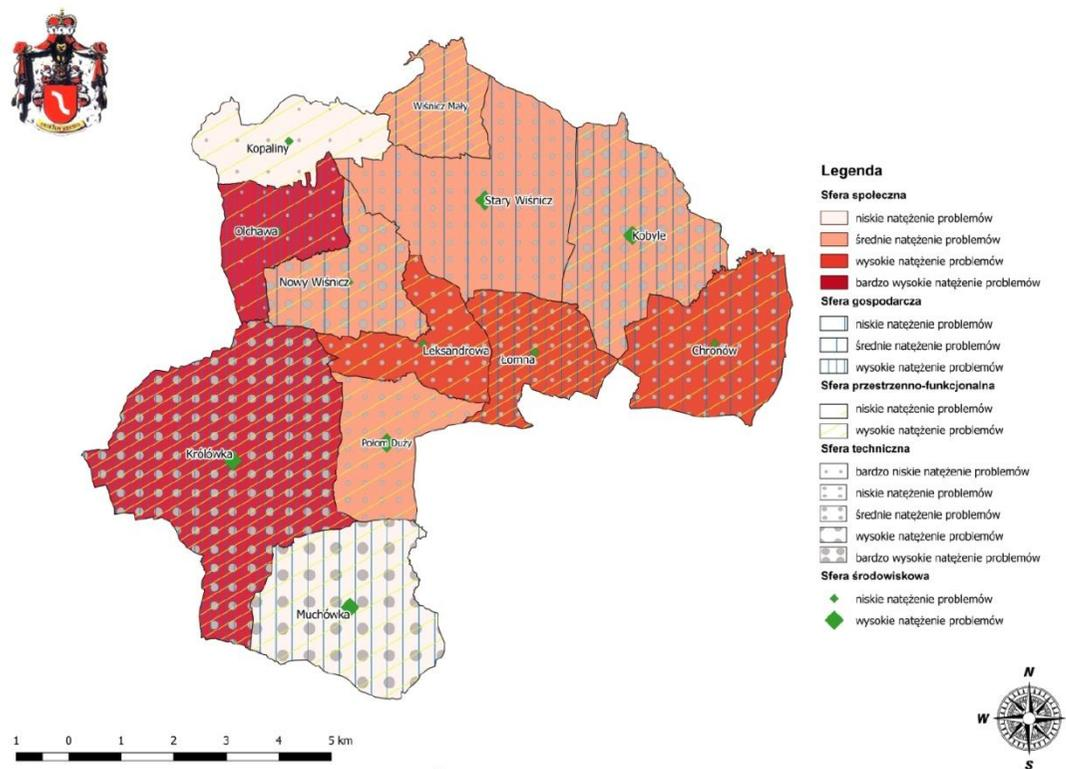 Wiśnicz Mały
Kopaliny
Stary Wiśnicz
Olchawa
Kobyle
Nowy Wiśnicz
Leksandrowa
Łomna
Chronów
Połom Duży
Królówka
Muchówka
Legenda
Sfera społeczna
niskie natężenie problemów
średnie natężenie problemów
wysokie natężenie problemów
bardzo wysokie natężenie problemów
Sfera gospodarcza
niskie natężenie problemów
średnie natężenie problemów
wysokie natężenie problemów
Sfera przestrzenno-funkcjonalna
niskie natężenie problemów
wysokie natężenie problemów
Sfera techniczna
bardzo niskie natężenie problemów
niskie natężenie problemów
średnie natężenie problemów
wysokie natężenie problemów
bardzo wysokie natężenie problemów
Sfera środowiskowa
niskie natężenie problemów
wysokie natężenie problemów
N
W
S
1 0 1 2 3 4 5 km